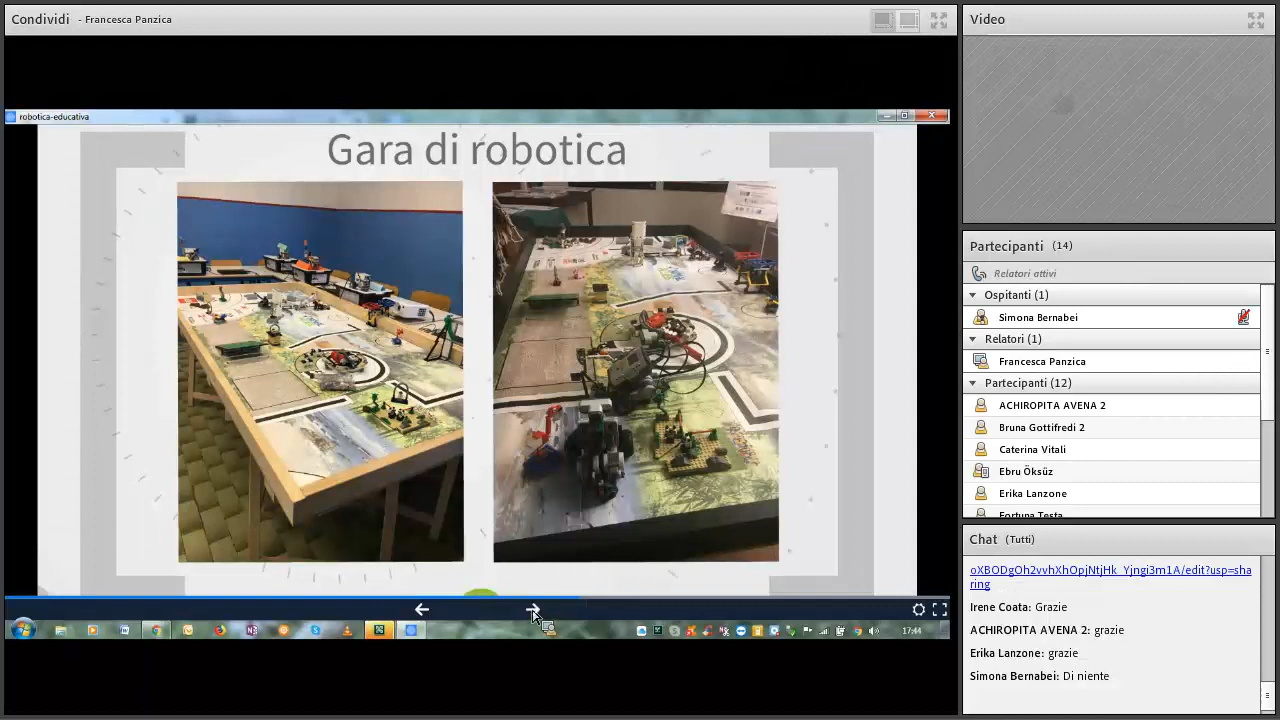 Condividi - Francesca Panzica
robotica-educativa
Gara di robotica
17:44
Video
Partecipanti (14)
Relatori attivi
Ospitanti (1)
Simona Bernabei
Relatori (1)
Francesca Panzica
Partecipanti (12)
ACHIROPITA AVENA 2
Bruna Gottifredi 2
Caterina Vitali
Ebru Öksüz
Erika Lanzone
Fortuna Testa
Chat (Tutti)
oXBODgOh2vvhXhOpjNtjHk_Yjngi3m1A/edit?usp=sha
ring
Irene Coata: Grazie
ACHIROPITA AVENA 2: grazie
Erika Lanzone: grazie
Simona Bernabei: Di niente